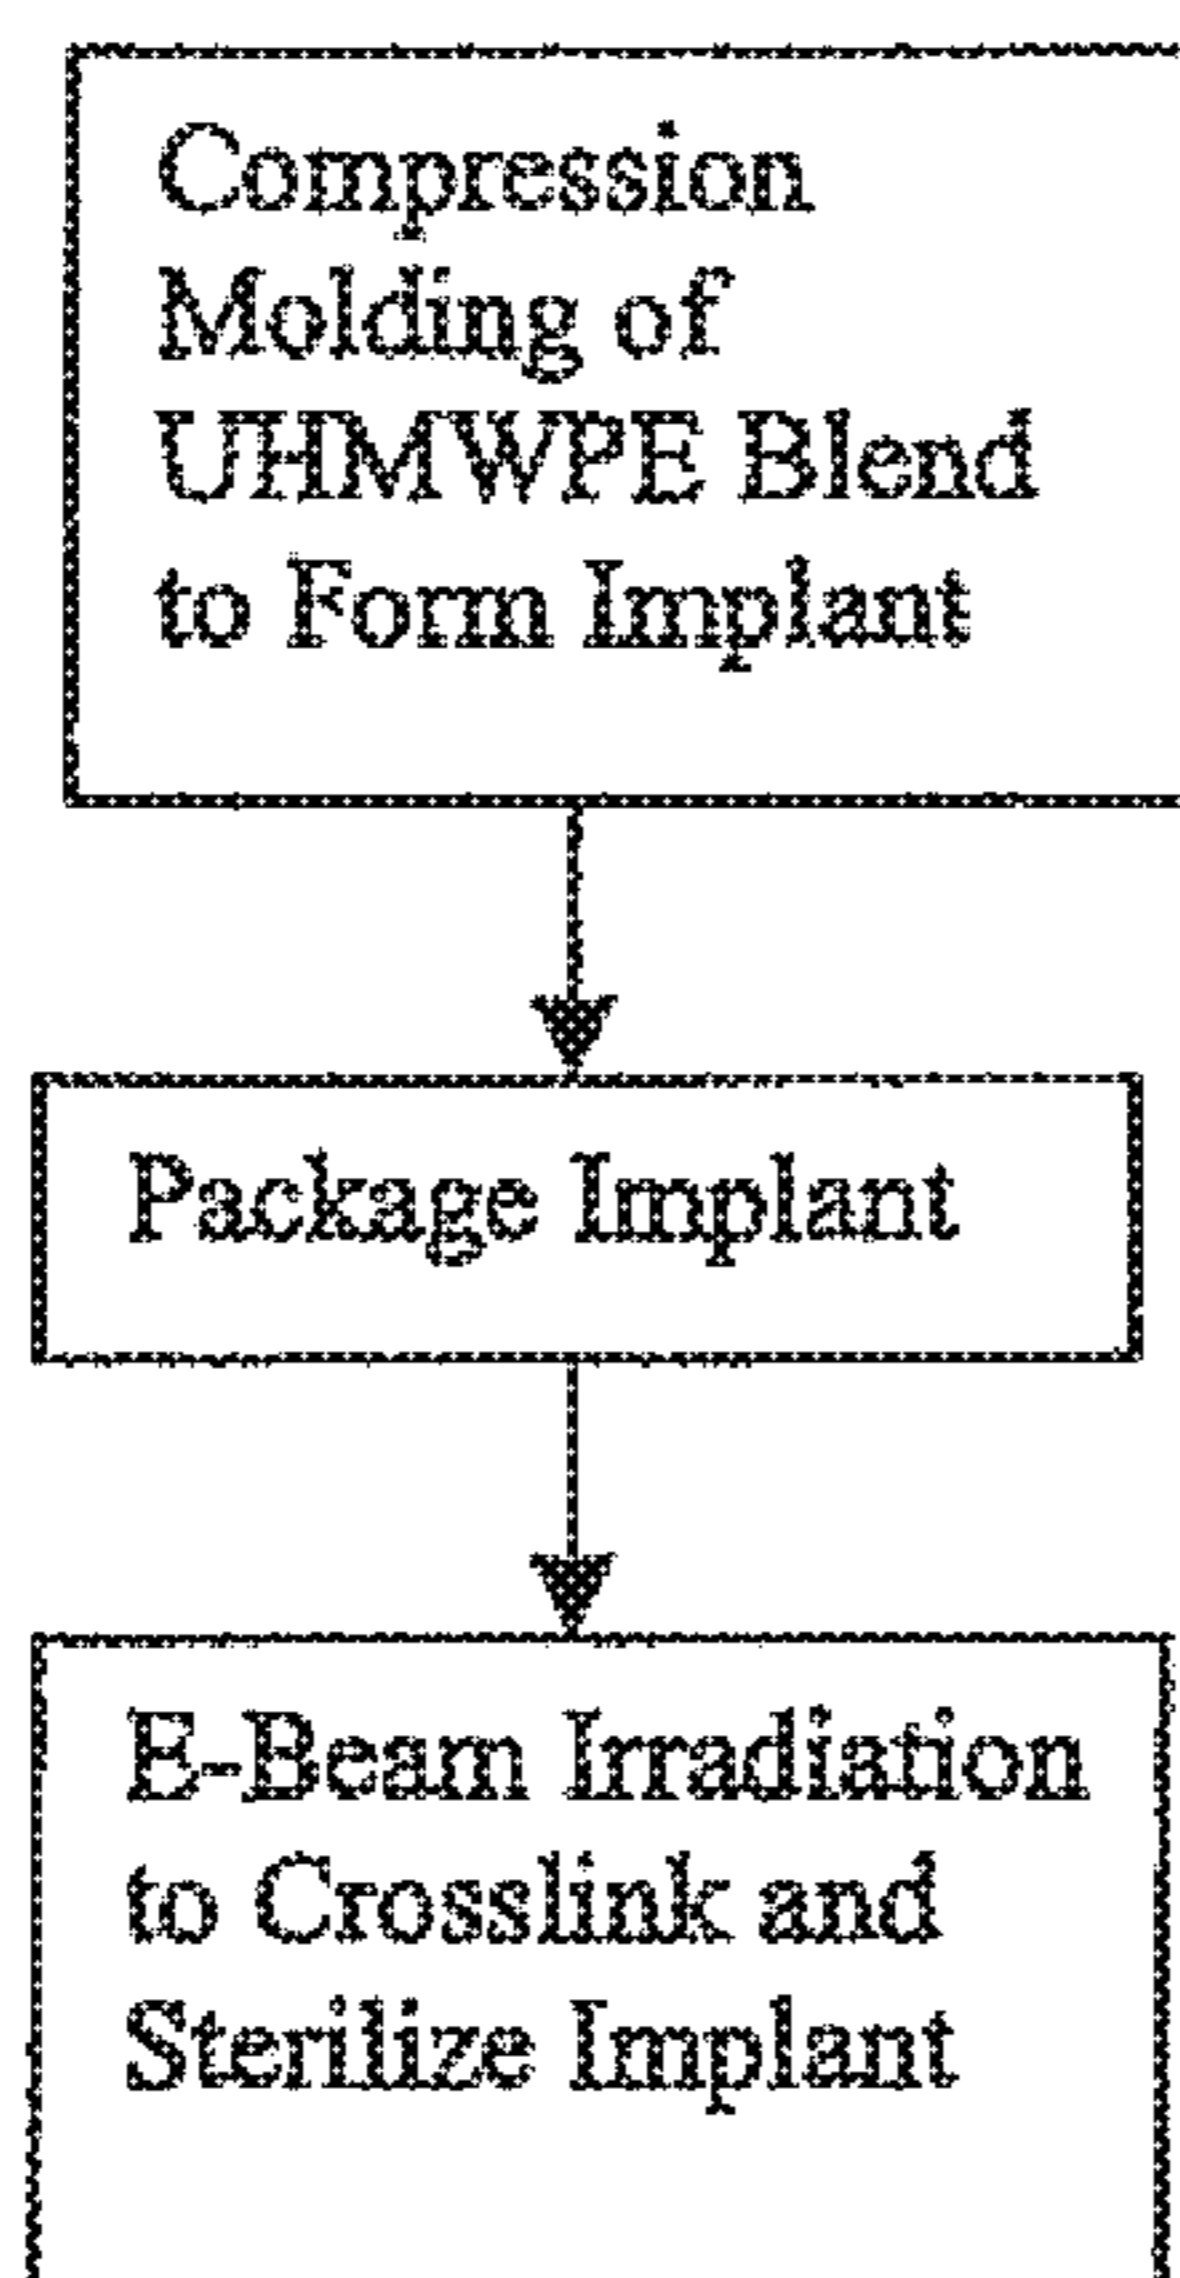 Compression
Molding of
UHMWPE Blend
to Form Implant
Package Implant
E-Beam Irradiation
to Crosslink and
Sterilize Implant